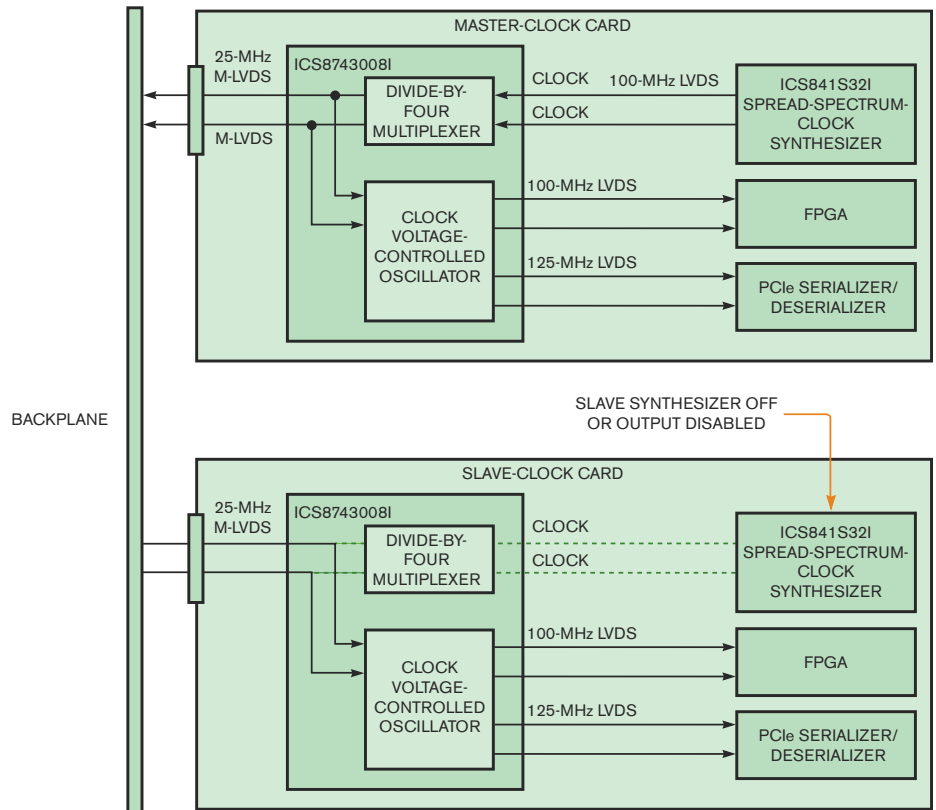 MASTER-CLOCK CARD
25-MHz
M-LVDS
M-LVDS
ICS8743008I
DIVIDE-BY-
FOUR
MULTIPLEXER
CLOCK
100-MHz LVDS
CLOCK
ICS841S32I
SPREAD-SPECTRUM-
CLOCK
SYNTHESIZER
CLOCK
VOLTAGE-
CONTROLLED
OSCILLATOR
100-MHz LVDS
FPGA
125-MHz LVDS
PCIe SERIALIZER/
DESERIALIZER
BACKPLANE
SLAVE SYNTHESIZER OFF
OR OUTPUT DISABLED
SLAVE-CLOCK CARD
25-MHz
M-LVDS
ICS8743008I
DIVIDE-BY-
FOUR
MULTIPLEXER
CLOCK
CLOCK
ICS841S32I
SPREAD-SPECTRUM-
CLOCK
SYNTHESIZER
CLOCK
VOLTAGE-
CONTROLLED
OSCILLATOR
100-MHz LVDS
FPGA
125-MHz LVDS
PCIe SERIALIZER/
DESERIALIZER